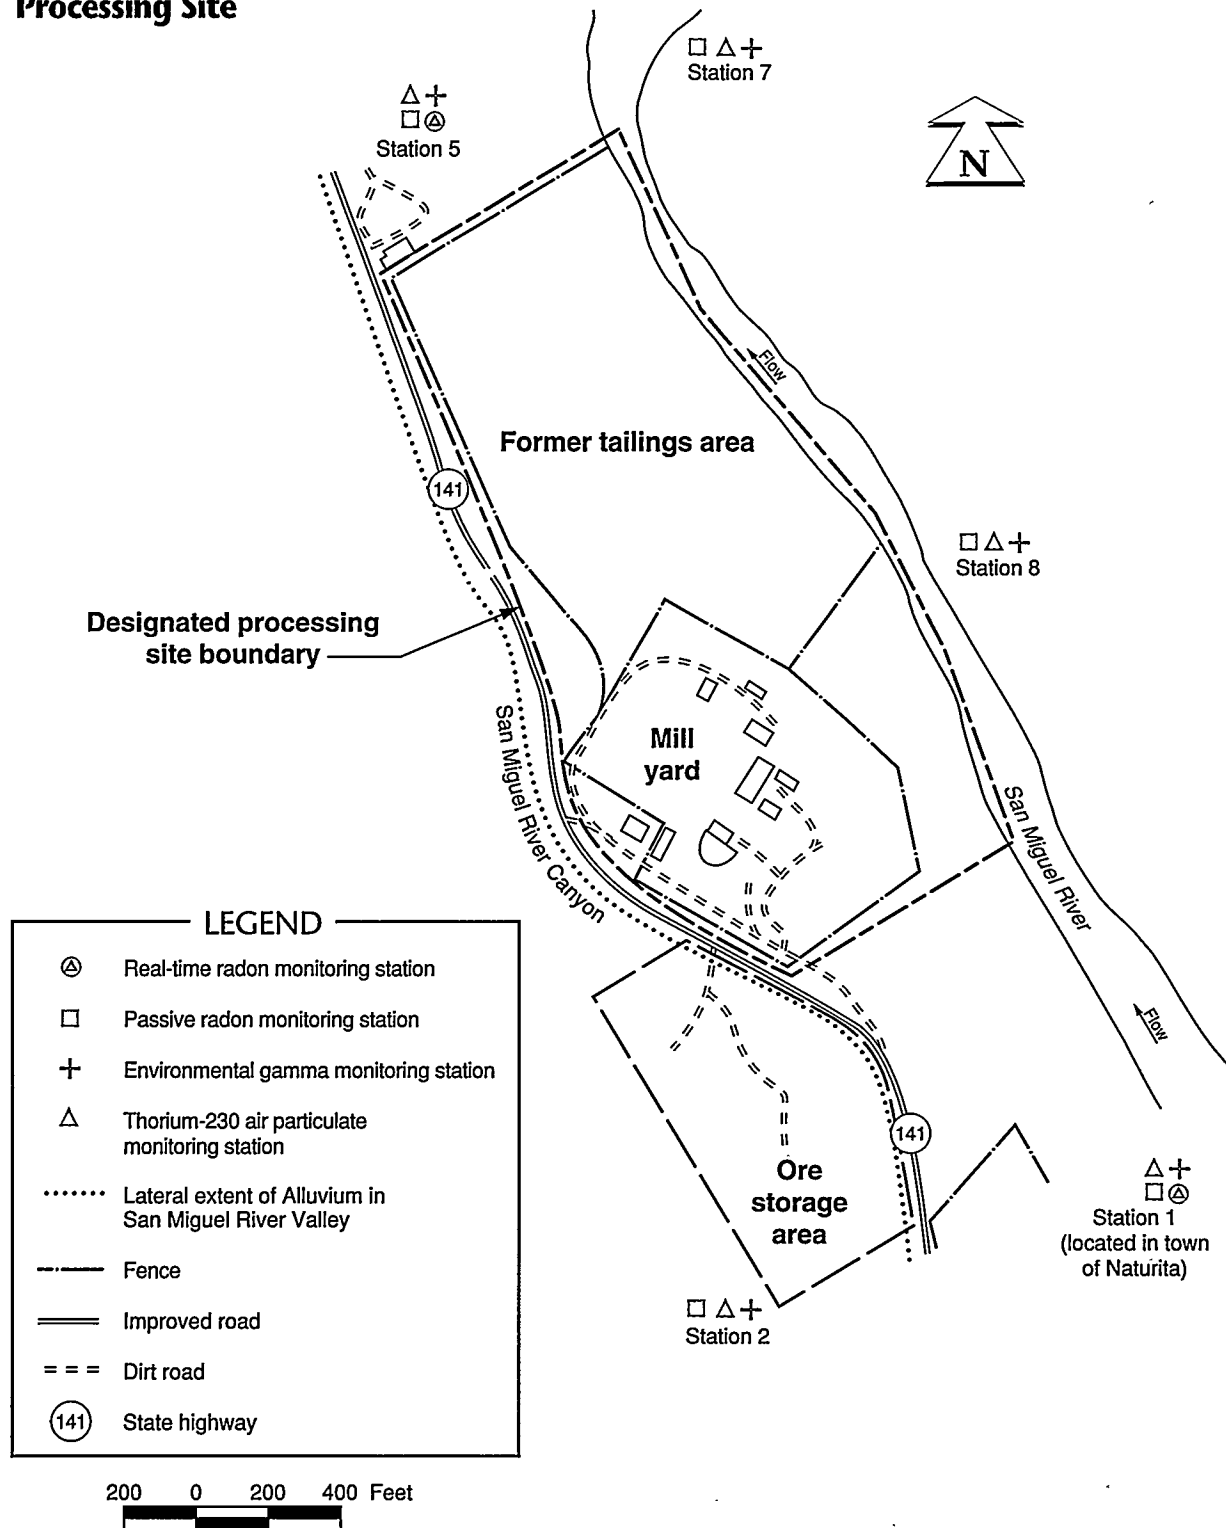 Processing Site
Station 7
Station 5
N
Flow
Former tailings area
141
Station 8
Designated processing
site boundary
San Miguel River Canyon
Mill
yard
San Miguel River
Flow
141
Ore
storage
area
Station 1
(located in town
of Naturita)
Station 2
LEGEND
Real-time radon monitoring station
Passive radon monitoring station
Environmental gamma monitoring station
Thorium-230 air particulate
monitoring station
Lateral extent of Alluvium in
San Miguel River Valley
Fence
Improved road
Dirt road
141 State highway
200 0 200 400 Feet